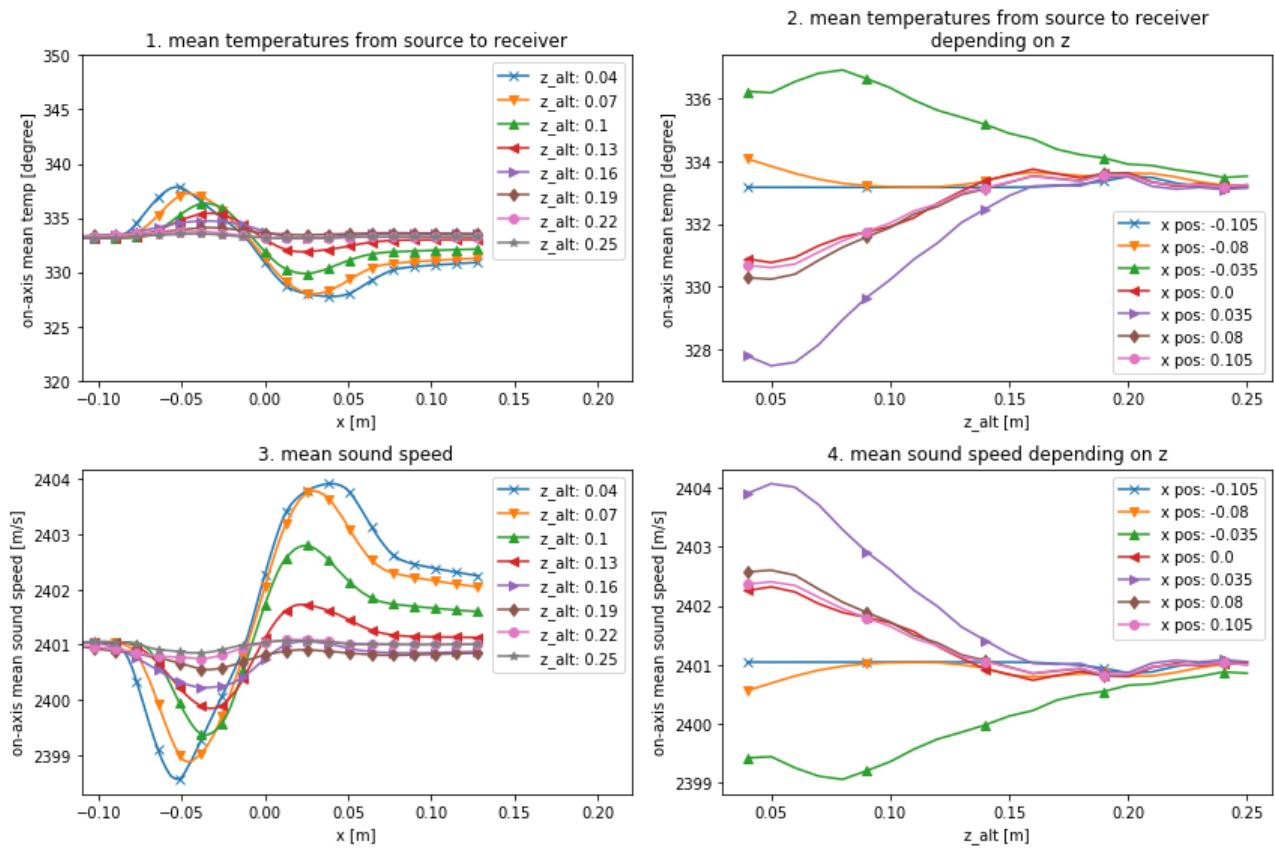 1. mean temperatures from source to receiver
350
345
340
335
330
325
320
on-axis mean temp [degree]
−0.10
−0.05
0.00
0.05
0.10
0.15
0.20
x [m]
z_alt: 0.04
z_alt: 0.07
z_alt: 0.1
z_alt: 0.13
z_alt: 0.16
z_alt: 0.19
z_alt: 0.22
z_alt: 0.25
2. mean temperatures from source to receiver
depending on z
336
334
332
330
328
on-axis mean temp [degree]
0.05
0.10
0.15
0.20
0.25
z_alt [m]
x pos: -0.105
x pos: -0.08
x pos: -0.035
x pos: 0.0
x pos: 0.035
x pos: 0.08
x pos: 0.105
3. mean sound speed
2404
2403
2402
2401
2400
2399
on-axis mean sound speed [m/s]
−0.10
−0.05
0.00
0.05
0.10
0.15
0.20
x [m]
z_alt: 0.04
z_alt: 0.07
z_alt: 0.1
z_alt: 0.13
z_alt: 0.16
z_alt: 0.19
z_alt: 0.22
z_alt: 0.25
4. mean sound speed depending on z
2404
2403
2402
2401
2400
2399
on-axis mean sound speed [m/s]
0.05
0.10
0.15
0.20
0.25
z_alt [m]
x pos: -0.105
x pos: -0.08
x pos: -0.035
x pos: 0.0
x pos: 0.035
x pos: 0.08
x pos: 0.105